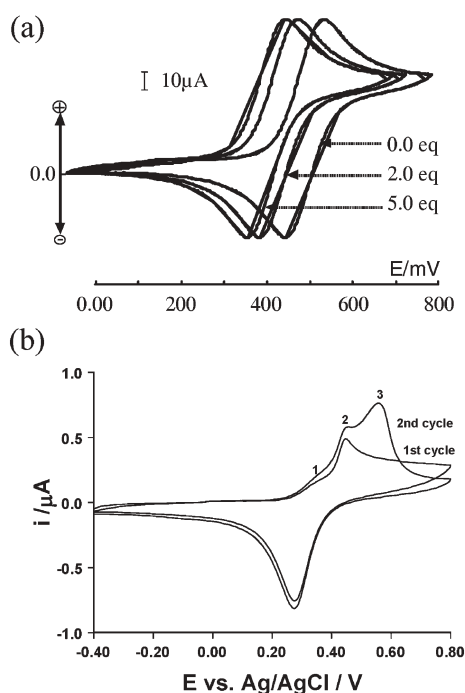 (a)
10µA
⊕
0.0
⊖
0.0 eq
2.0 eq
5.0 eq
E/mV
0.00 200 400 600 800
(b)
1.0
0.5
0.0
-0.5
-1.0
i /µA
3
2
1
2nd cycle
1st cycle
-0.40 -0.20 0.00 0.20 0.40 0.60 0.80
E vs. Ag/AgCl / V